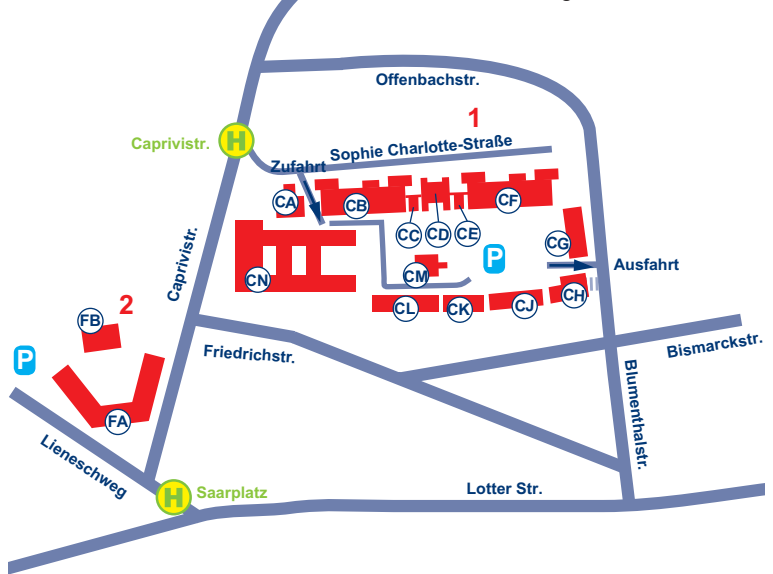 Offenbachstr.
1
Caprivistr.
H
Sophie Charlotte-Straße
Zufahrt
CA
CB
CF
CC
CD
CE
CG
P
Ausfahrt
CM
CN
CH
CL
CK
CJ
Caprivistr.
2
FB
P
Friedrichstr.
Bismarckstr.
Blumenthalstr.
FA
Lieneschweg
H
Saarplatz
Lotter Str.